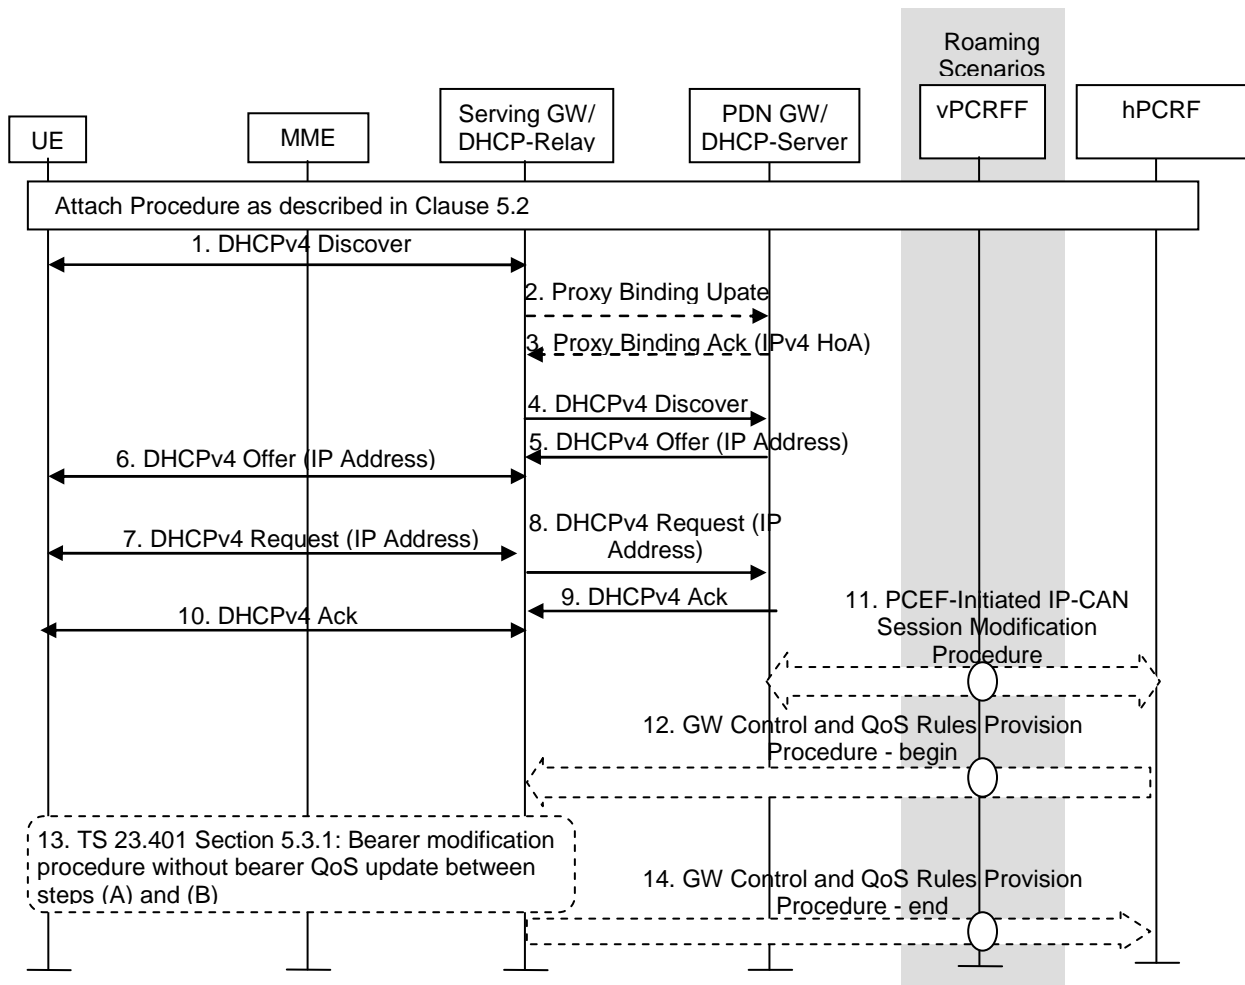 Roaming
Scenarios
UE
MME
Serving GW/
DHCP-Relay
PDN GW/
DHCP-Server
vPCRFF
hPCRF
Attach Procedure as described in Clause 5.2
1. DHCPv4 Discover
2. Proxy Binding Upate
3. Proxy Binding Ack (IPv4 HoA)
4. DHCPv4 Discover
5. DHCPv4 Offer (IP Address)
6. DHCPv4 Offer (IP Address)
7. DHCPv4 Request (IP Address)
8. DHCPv4 Request (IP
Address)
9. DHCPv4 Ack
10. DHCPv4 Ack
11. PCEF-Initiated IP-CAN
Session Modification
Procedure
12. GW Control and QoS Rules Provision
Procedure - begin
13. TS 23.401 Section 5.3.1: Bearer modification
procedure without bearer QoS update between
steps (A) and (B)
14. GW Control and QoS Rules Provision
Procedure - end